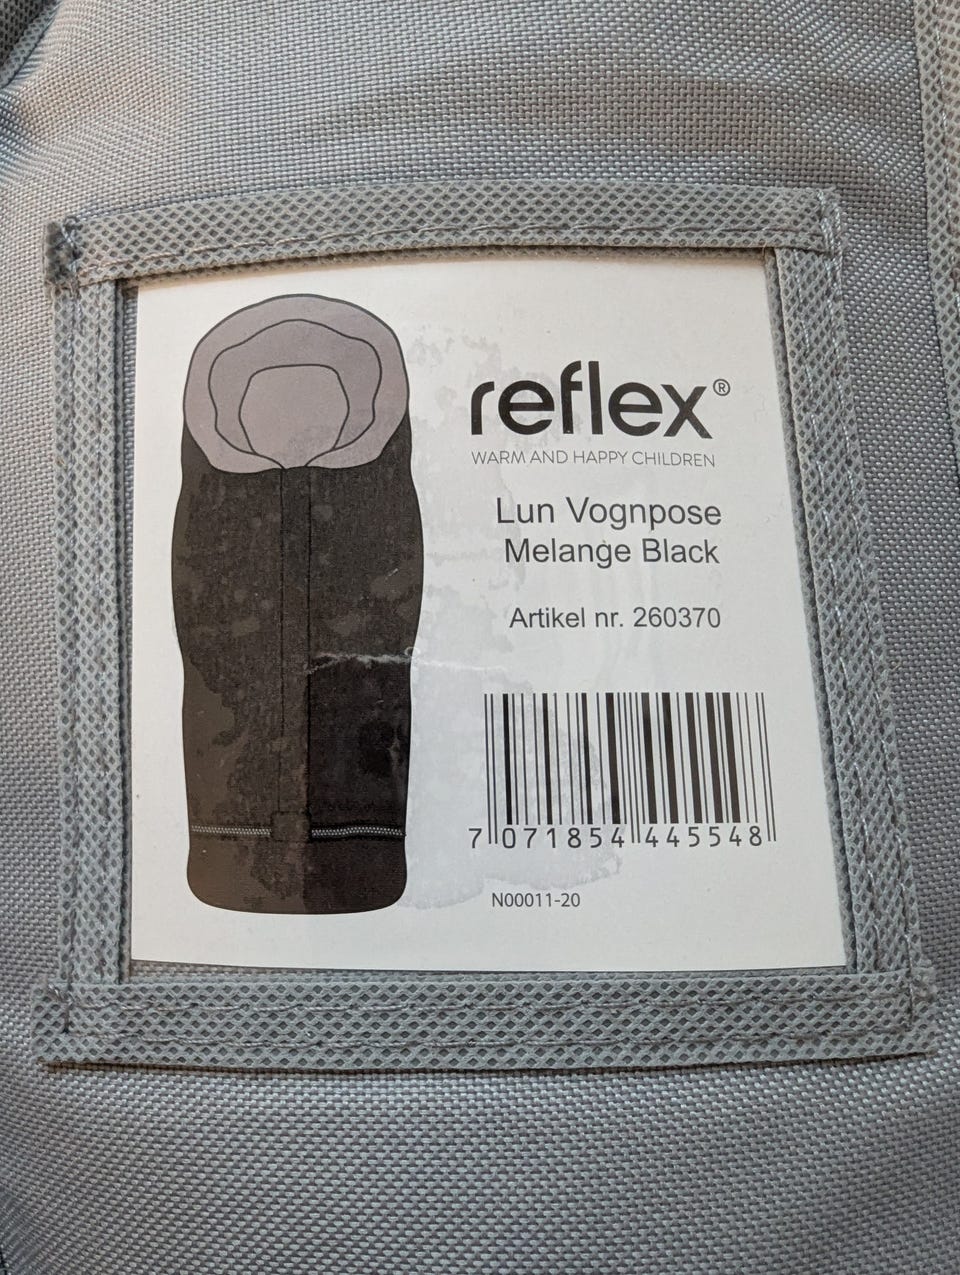 reflex®
WARM AND HAPPY CHILDREN
Lun Vognpose
Melange Black
Artikel nr. 260370
7 071854 445548
N00011-20